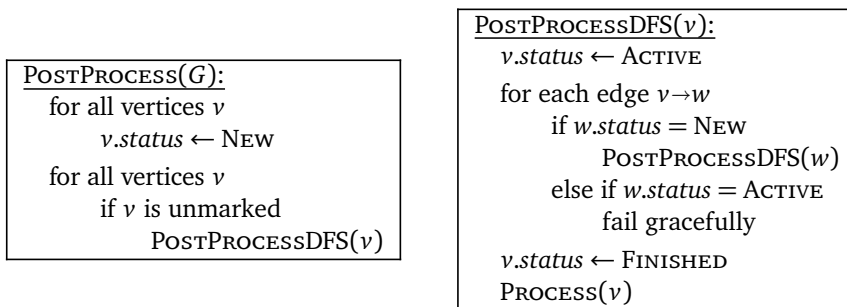 POSTPROCESS(G):
for all vertices v
v.status ← NEW
for all vertices v
if v is unmarked
POSTPROCESSDFS(v)
POSTPROCESSDFS(v):
v.status ← ACTIVE
for each edge v→w
if w.status = NEW
POSTPROCESSDFS(w)
else if w.status = ACTIVE
fail gracefully
v.status ← FINISHED
PROCESS(v)